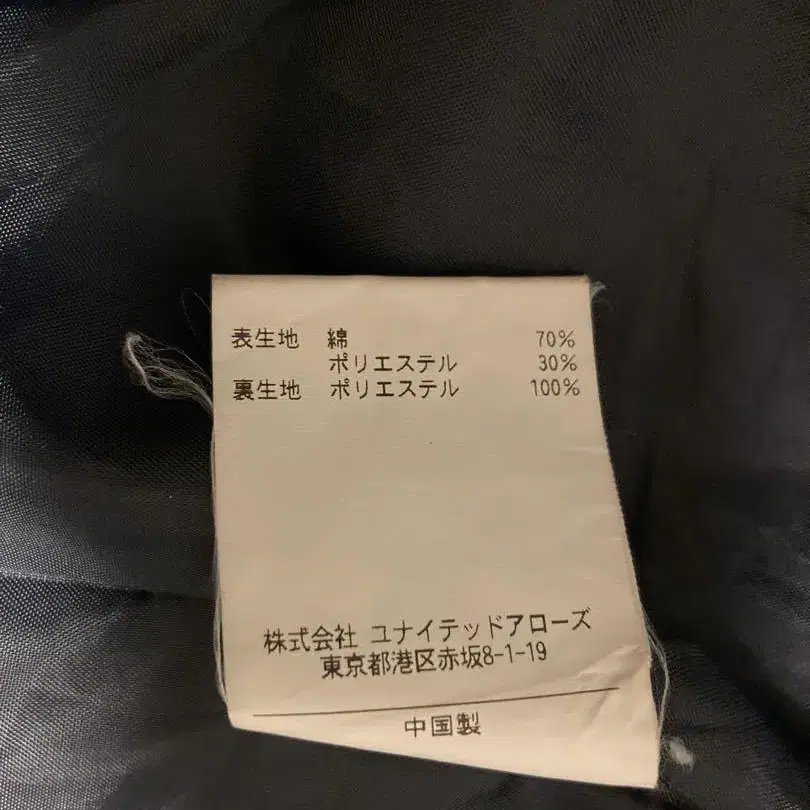 表生地 綿 70%
ポリエステル 30%
裏生地 ポリエステル 100%
株式会社 ユナイテッドアローズ
東京都港区赤坂8-1-19
中国製